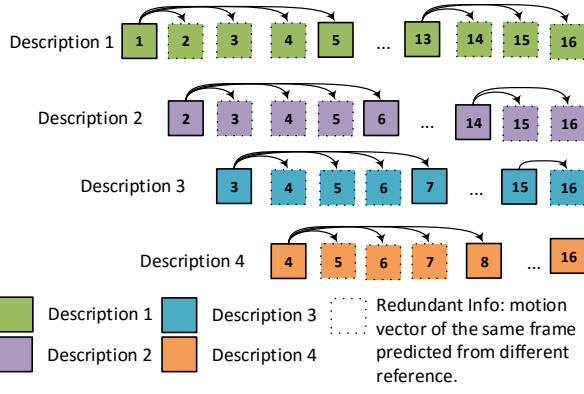 Description 1 1 2 3 4 5 ... 13 14 15 16
Description 2 2 3 4 5 6 ... 14 15 16
Description 3 3 4 5 6 7 ... 15 16
Description 4 4 5 6 7 8 ... 16
Description 1
Description 3
Description 2
Description 4
Redundant Info: motion
vector of the same frame
predicted from different
reference.